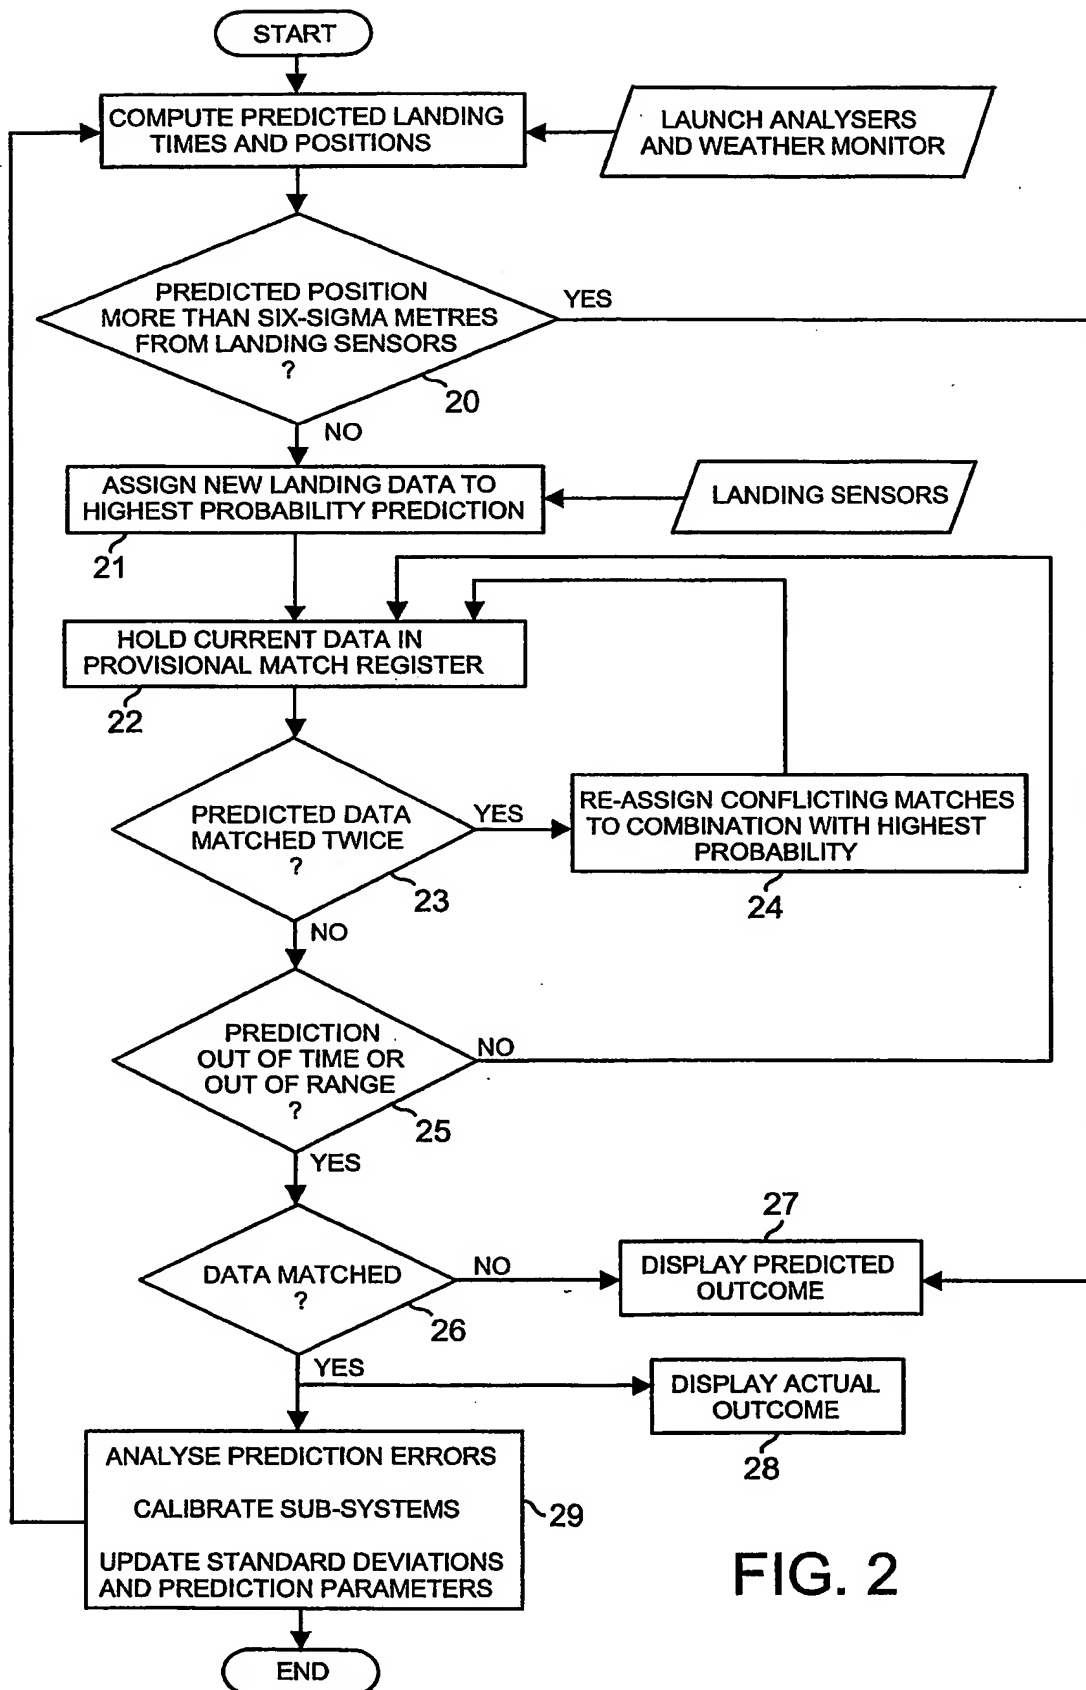 START
COMPUTE PREDICTED LANDING
TIMES AND POSITIONS
LAUNCH ANALYSERS
AND WEATHER MONITOR
PREDICTED POSITION
MORE THAN SIX-SIGMA METRES
FROM LANDING SENSORS
?
YES
20
NO
ASSIGN NEW LANDING DATA TO
HIGHEST PROBABILITY PREDICTION
LANDING SENSORS
21
HOLD CURRENT DATA IN
PROVISIONAL MATCH REGISTER
22
PREDICTED DATA
MATCHED TWICE
?
YES
23
RE-ASSIGN CONFLICTING MATCHES
TO COMBINATION WITH HIGHEST
PROBABILITY
24
NO
PREDICTION
OUT OF TIME OR
OUT OF RANGE
?
NO
25
YES
DATA MATCHED
?
NO
26
27
DISPLAY PREDICTED
OUTCOME
YES
DISPLAY ACTUAL
OUTCOME
28
ANALYSE PREDICTION ERRORS
CALIBRATE SUB-SYSTEMS
UPDATE STANDARD DEVIATIONS
AND PREDICTION PARAMETERS
29
END
FIG. 2